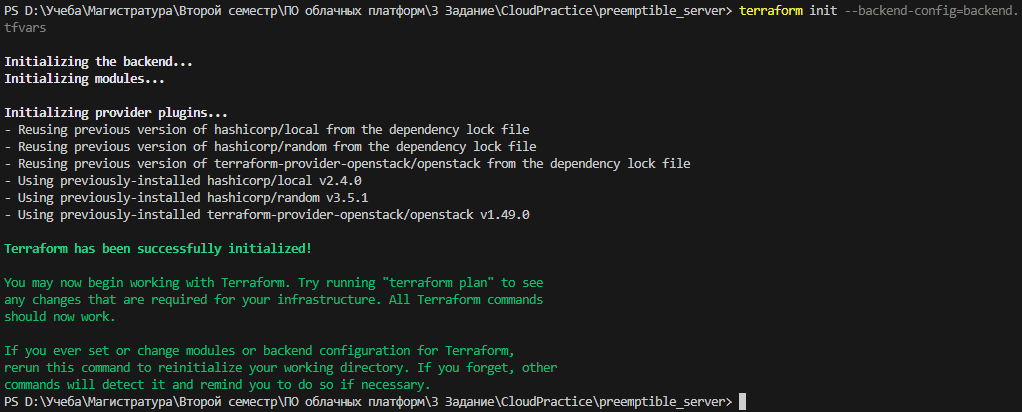 PS D:\Учеба\Магистратура\Второй семестр\ПО облачных платформ\3 Задание\CloudPractice\preemptible_server> terraform init --backend-config=backend.
tfvars
Initializing the backend...
Initializing modules...
Initializing provider plugins...
- Reusing previous version of hashicorp/local from the dependency lock file
- Reusing previous version of hashicorp/random from the dependency lock file
- Reusing previous version of terraform-provider-openstack/openstack from the dependency lock file
- Using previously-installed hashicorp/local v2.4.0
- Using previously-installed hashicorp/random v3.5.1
- Using previously-installed terraform-provider-openstack/openstack v1.49.0
Terraform has been successfully initialized!
You may now begin working with Terraform. Try running "terraform plan" to see
any changes that are required for your infrastructure. All Terraform commands
should now work.
If you ever set or change modules or backend configuration for Terraform,
rerun this command to reinitialize your working directory. If you forget, other
commands will detect it and remind you to do so if necessary.
PS D:\Учеба\Магистратура\Второй семестр\ПО облачных платформ\3 Задание\CloudPractice\preemptible_server>